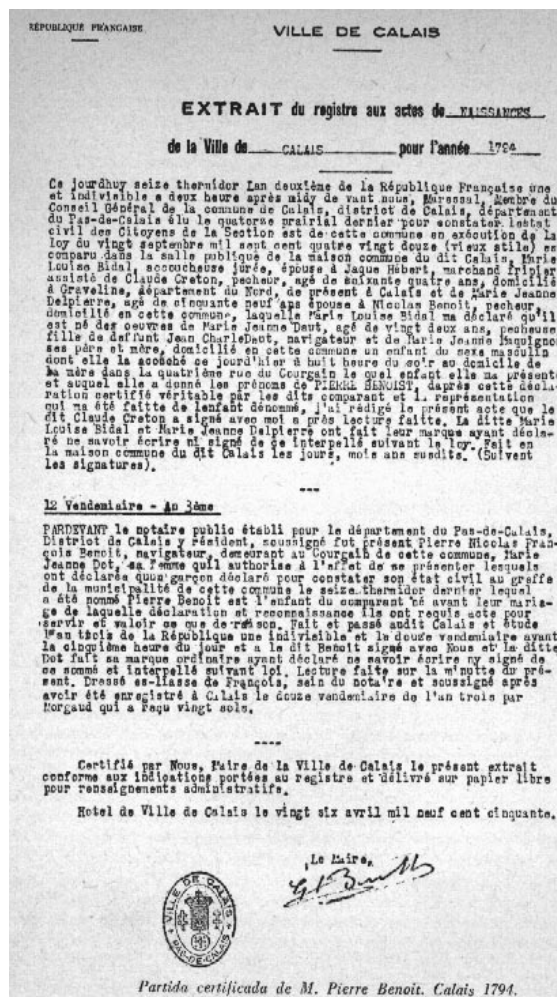 RÉPUBLIQUE FRANÇAISE
VILLE DE CALAIS
EXTRAIT du registre aux actes de NAISSANCES
de la Ville de CALAIS pour l'année 1794
Ce jourdhuy seize thermidor Lan deuxième de la République Française une
et indivisible a deux heure après midy de vant nous, Maressal, Membre du
Conseil Général de la commune de Calais, district de Calais, départenant
du Pas-de-Calais élu le quatorze prairial dernier pour constater lestat
civil des Citoyens de la Section est de cette commune en exécution de la
loy du vingt septembre mil sept cent quatre vingt douze (vieux stile) en
comparu dans la salle publique de la maison commune du dit Calais, Marie
Louise Bidal, accoucheuse jurée, épouse à Jaque Hébert, marchand fripier
assisté de Claude Creton, pecheur, agé de soixante quatre ans, domicilié
à Graveline, département du Nord, de présent à Calais et de Marie Jeanne
Delpierre, agé de cinquante neuf ans épouse à Nicolas Benoit, pecheur
domicilié en cette commune, laquelle Marie Louise Bidal ma déclaré qu'il
est né des oeuvres de Marie Jeanne Daut, agé de vingt deux ans, pecheuse
fille de deffunt Jean CharleDaut, navigateur et de Marie Jeanne Maquignon
ses père et mère, domicilié en cette commune un enfant du sexe masculin
dont elle la acouché ce jourd'hier à huit heure du soir au domicile de
la mère dans la quatrième rue du Courgain le quel enfant elle ma présenté
et auquel elle a donné les prénoms de PIERRE BENOIST, daprès cette décla-
ration certifié véritable par les dits comparant et la représentation
qui ma été faitte de lenfant dénommé, j'ai rédigé le présent acte que le
dit Claude Creton a signé avec moi a près lecture faitte. La ditte Marie
Louise Bidal et Marie Jeanne Delpierre ont fait leur marque ayant décla-
ré ne savoir écrire ni signé de ce interpellé suivant la loy. Fait en
la maison commune du dit Calais les jours, mois ans susdits. (Suivent
les signatures).
---
12 Vendemiaire - An 3ème
PARDEVANT le notaire public établi pour le département du Pas-de-Calais,
District de Calais y résident, soussigné fut présent Pierre Nicolas Fran-
çois Benoit, navigateur, demeurant au Courgain de cette commune, Marie
Jeanne Dot, sa femme quil authorise à l'effet de se présenter lesquels
ont déclarés quun garçon déclaré pour constater son état civil au greffe
de la municipalité de cette commune le seize thermidor dernier lequel
a été nommé Pierre Benoit est l'enfant du comparant né avant leur maria-
ge de laquelle déclaration et reconnaissance ils ont requis acte pour
servir et valoir ce que de raison. Fait et passé audit Calais et étude
l'an trois de la République une indivisible et le douze vendemiaire avant
la cinquième heure du jour et a le dit Benoit signé avec Nous et la ditte
Dot fait sa marque ordinaire ayant déclaré ne savoir écrire ny signé de
ce sommé et interpellé suivant loi. Lecture faite sur la minutte du pré-
sent. Dressé es-liasse de François, sein du notaire et soussigné après
avoir été enregistré à Calais le douze vendemiaire de l'an trois par
Morgaud qui a reçu vingt sols.
----
Certifié par Nous, Maire de la Ville de Calais le présent extrait
conforme aux indications portées au registre et délivré sur papier libre
pour renseignements administratifs.
Hotel de Ville de Calais le vingt six avril mil neuf cent cinquante.
Le Maire,
VILLE DE CALAIS
PAS-DE-CALAIS
Partida certificada de M. Pierre Benoit. Calais 1794.